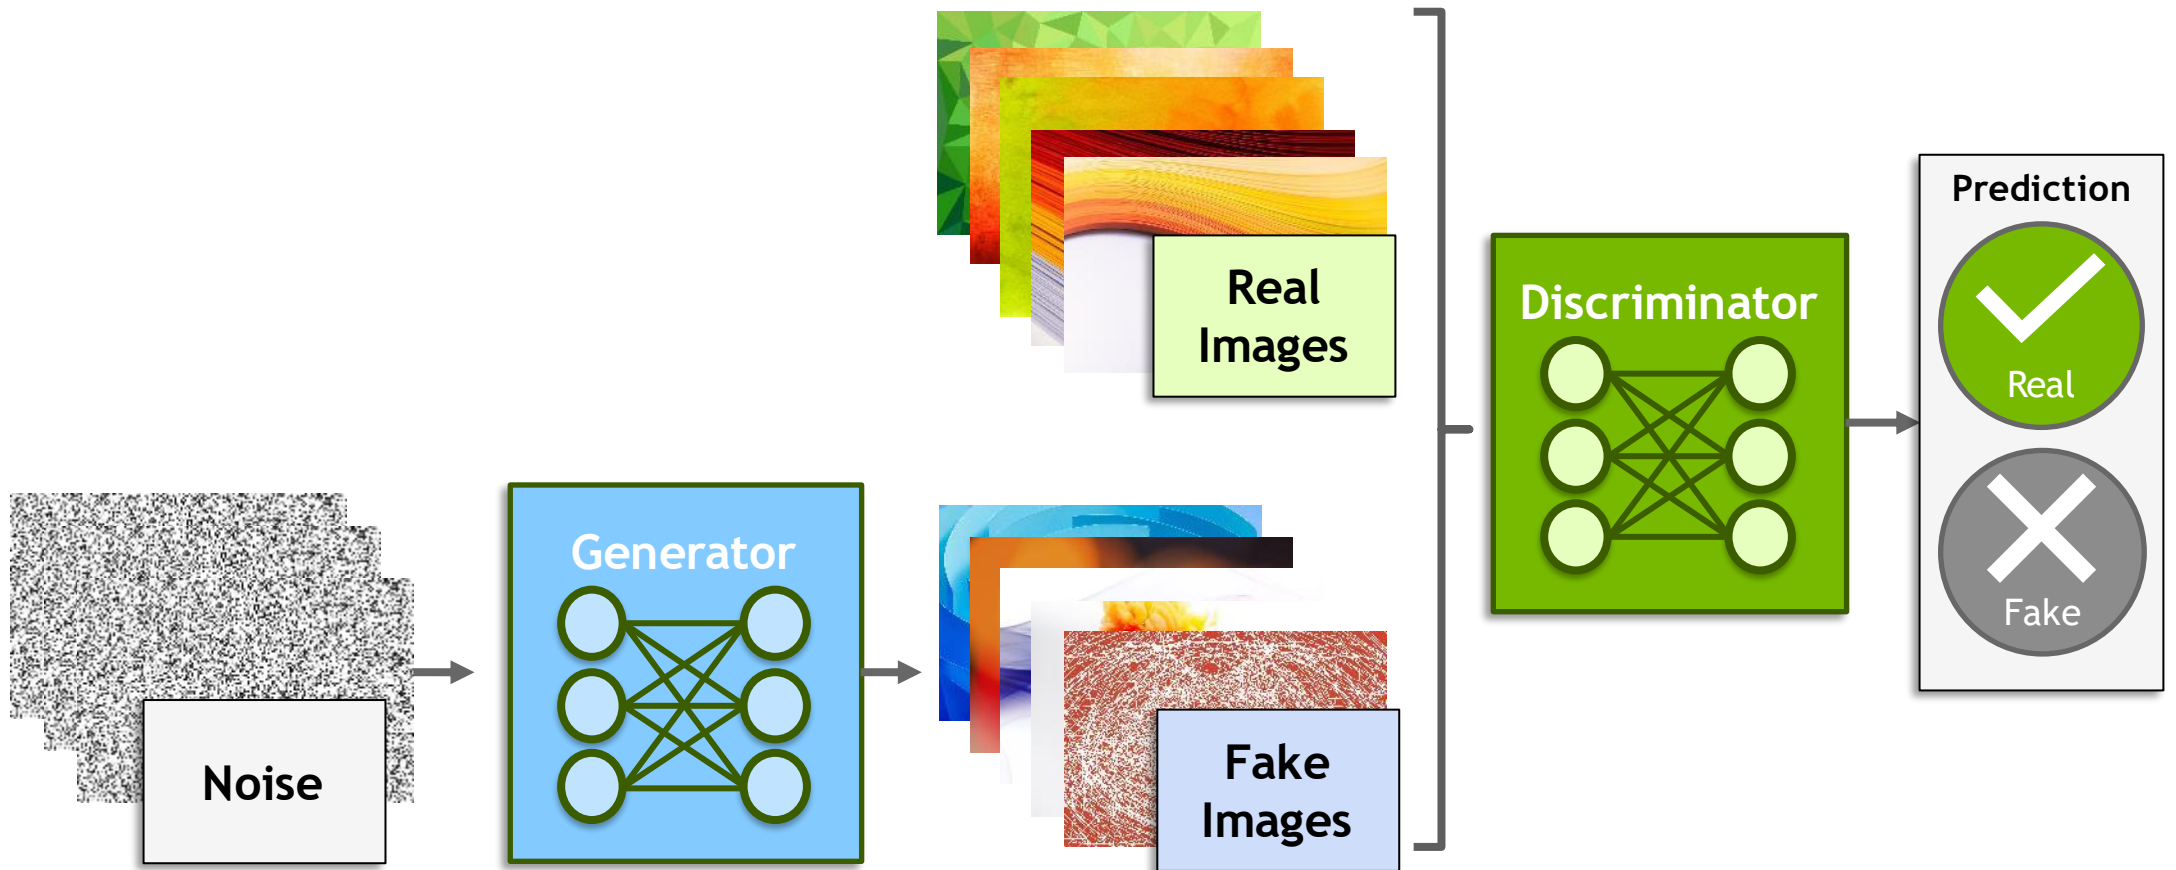 Noise
Generator
Real
Images
Fake
Images
Discriminator
Prediction
Real
Fake